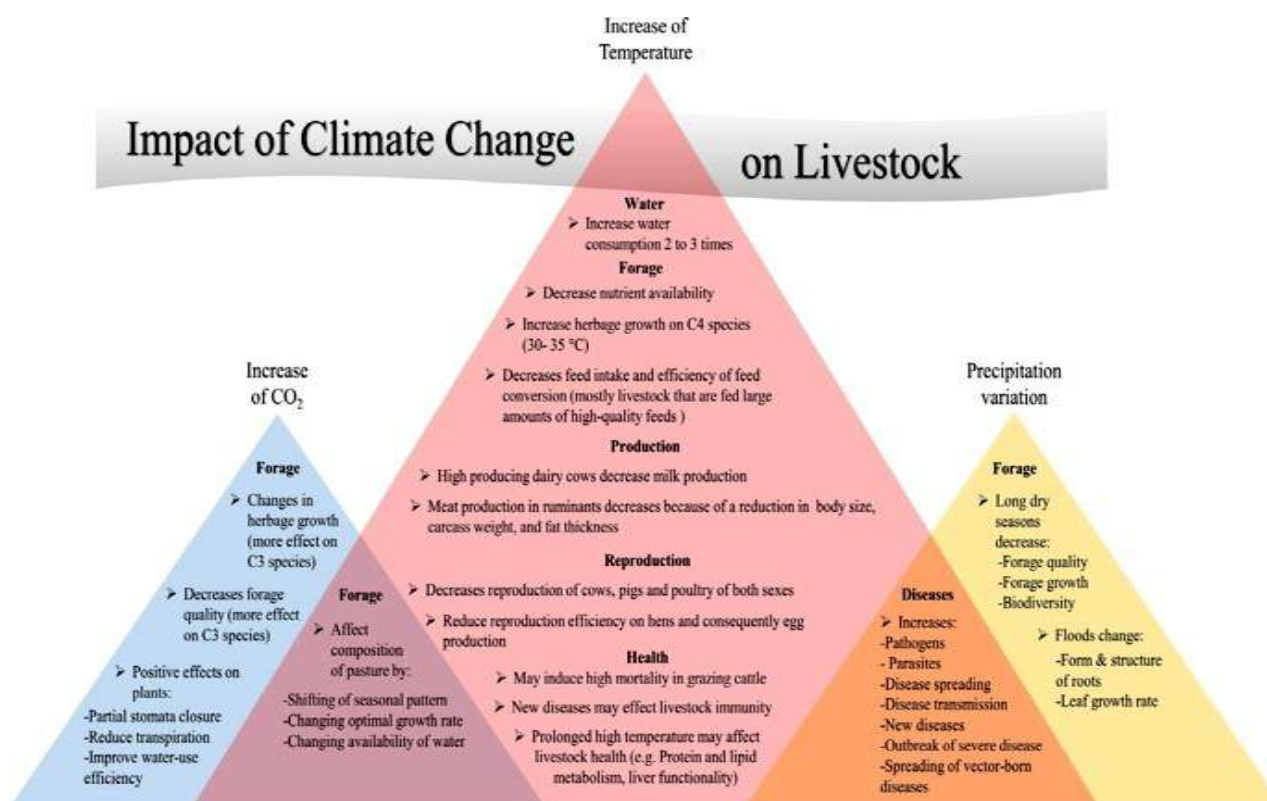 Increase of
Temperature
Impact of Climate Change
on Livestock
Water
➢ Increase water
consumption 2 to 3 times
Forage
➢ Decrease nutrient availability
➢ Increase herbage growth on C4 species
(30- 35 °C)
➢ Decreases feed intake and efficiency of feed
conversion (mostly livestock that are fed large
amounts of high-quality feeds )
Production
➢ High producing dairy cows decrease milk production
➢ Meat production in ruminants decreases because of a reduction in body size,
carcass weight, and fat thickness
Reproduction
➢ Decreases reproduction of cows, pigs and poultry of both sexes
➢ Reduce reproduction efficiency on hens and consequently egg
production
Health
➢ May induce high mortality in grazing cattle
➢ New diseases may effect livestock immunity
➢ Prolonged high temperature may affect
livestock health (e.g. Protein and lipid
metabolism, liver functionality)
Increase
of CO₂
Forage
➢ Changes in
herbage growth
(more effect on
C3 species)
➢ Decreases forage
quality (more effect
on C3 species)
➢ Positive effects on
plants:
-Partial stomata closure
-Reduce transpiration
-Improve water-use
efficiency
Forage
➢ Affect
composition
of pasture by:
-Shifting of seasonal pattern
-Changing optimal growth rate
-Changing availability of water
Precipitation
variation
Forage
➢ Long dry
seasons
decrease:
-Forage quality
-Forage growth
-Biodiversity
➢ Floods change:
-Form & structure
of roots
-Leaf growth rate
Diseases
➢ Increases:
-Pathogens
- Parasites
-Disease spreading
-Disease transmission
-New diseases
-Outbreak of severe disease
-Spreading of vector-born
diseases